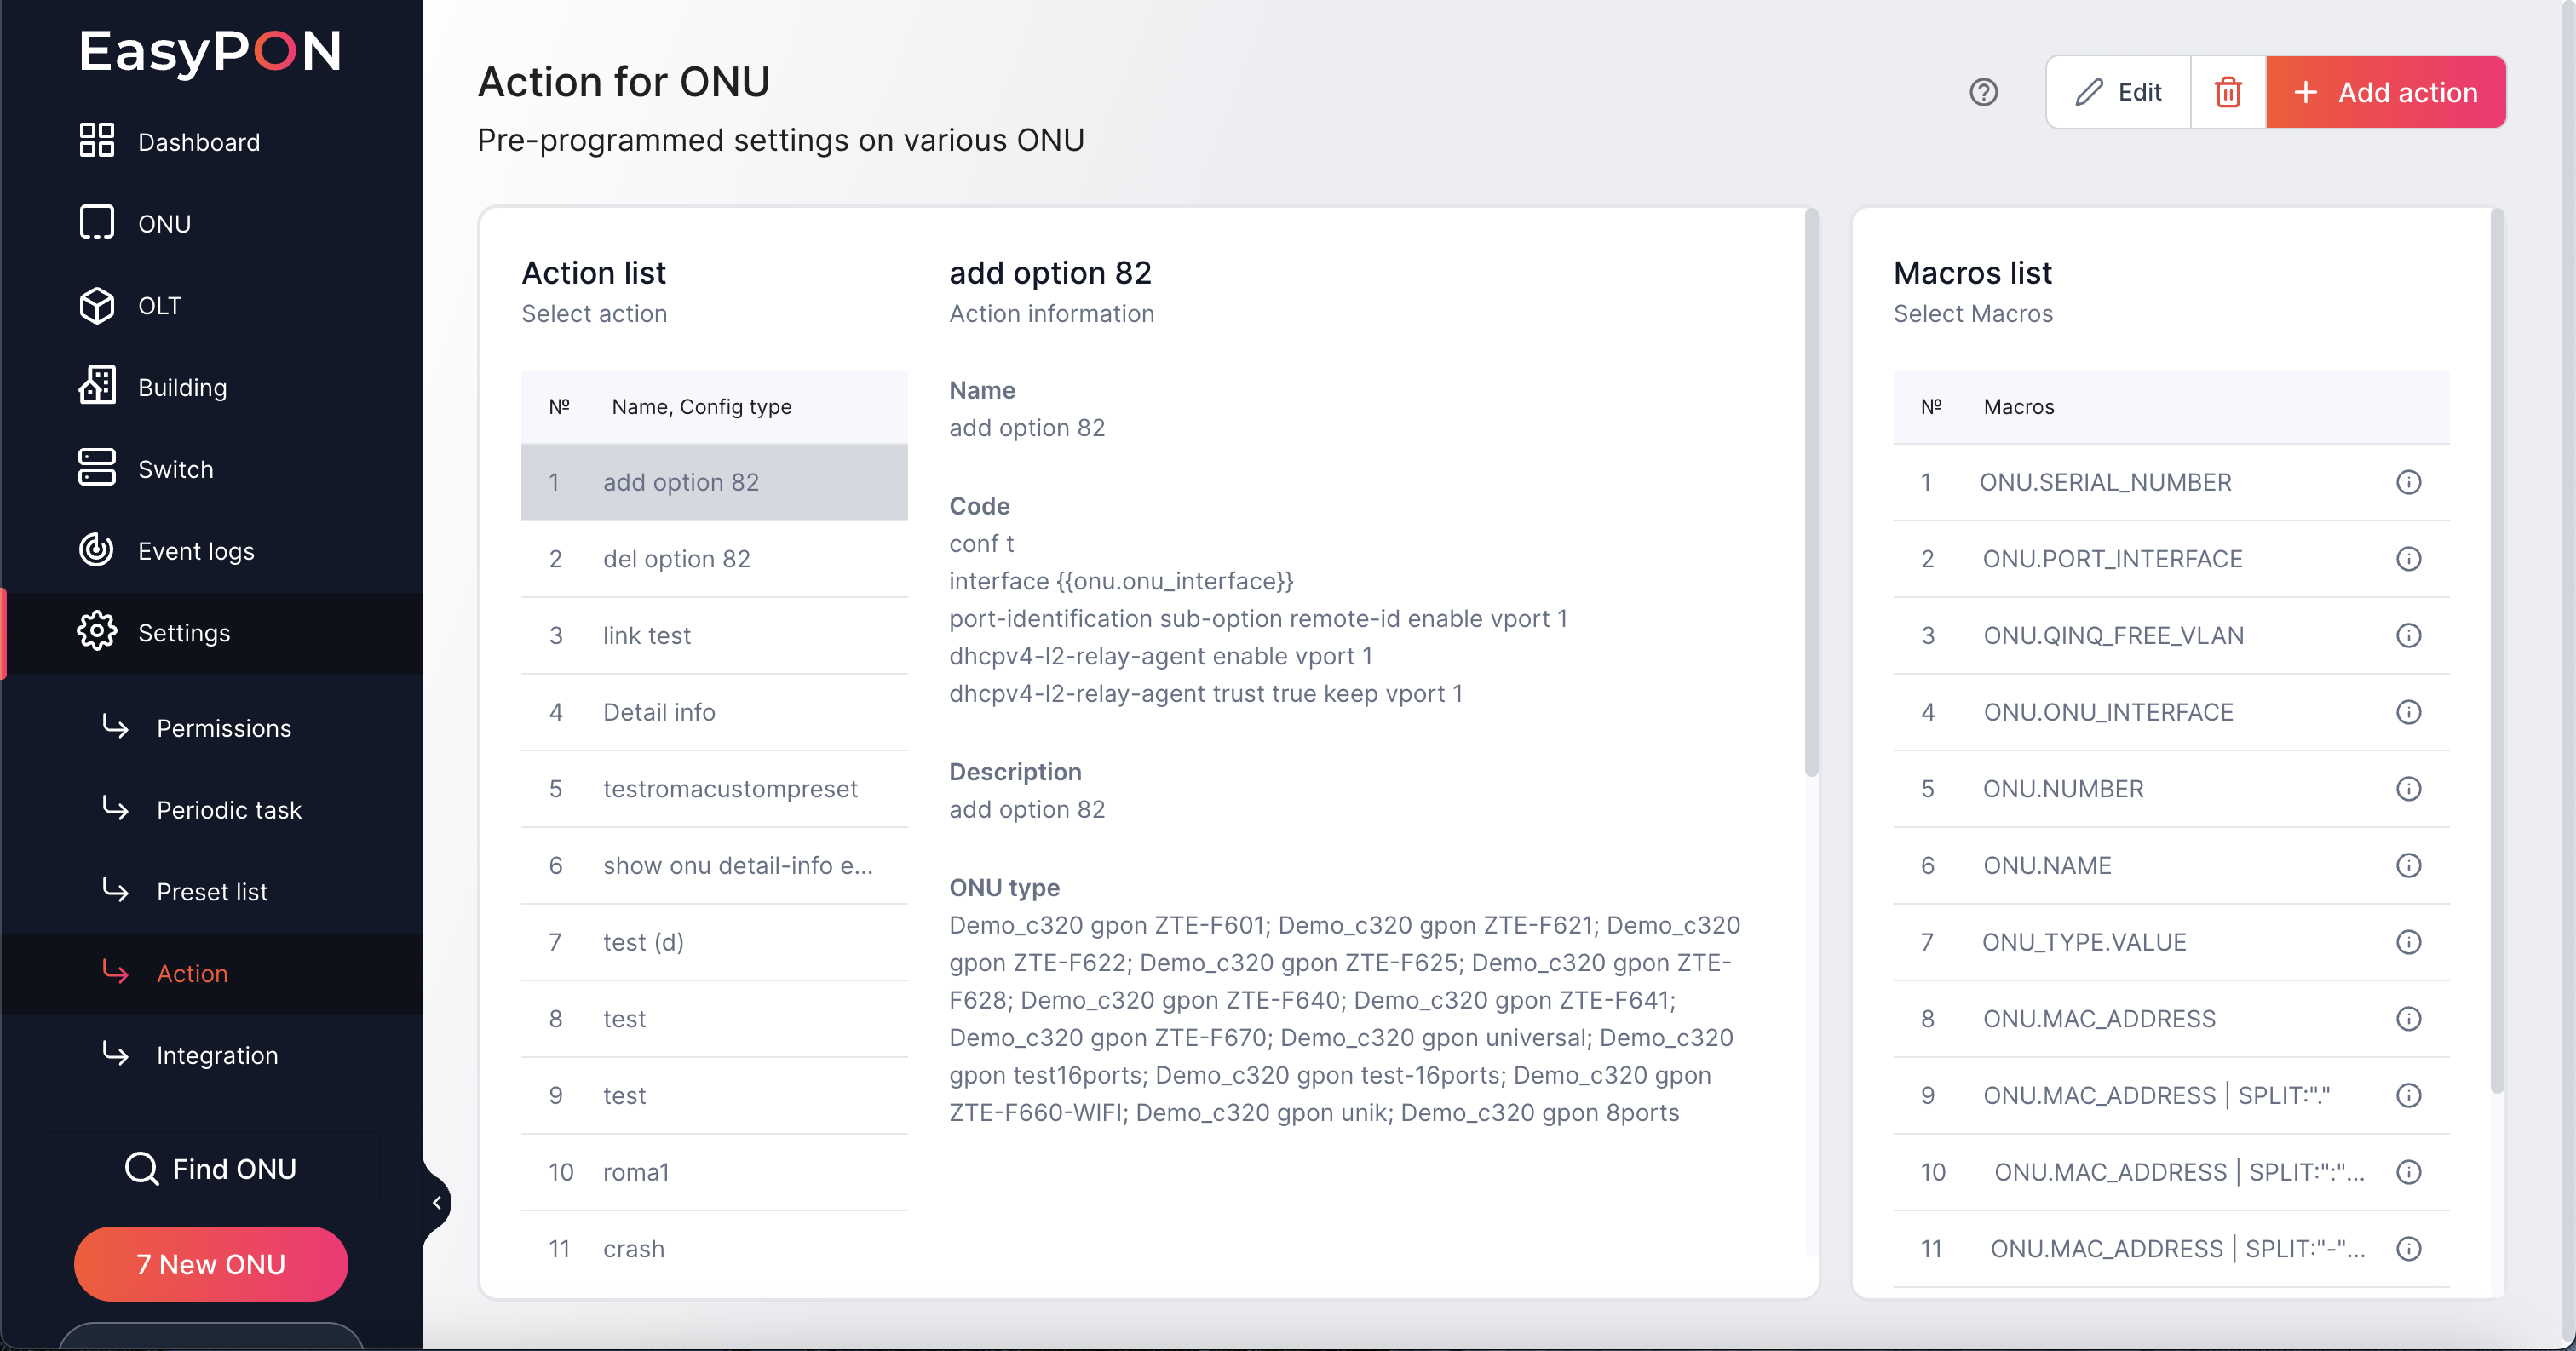 EasyPON
Dashboard
ONU
OLT
Building
Switch
Event logs
Settings
Permissions
Periodic task
Preset list
Action
Integration
Find ONU
7 New ONU
Action for ONU
Pre-programmed settings on various ONU
Edit
Add action
Action list
Select action
№ Name, Config type
1 add option 82
2 del option 82
3 link test
4 Detail info
5 testromacustompreset
6 show onu detail-info e...
7 test (d)
8 test
9 test
10 roma1
11 crash
add option 82
Action information
Name
add option 82
Code
conf t
interface {{onu.onu_interface}}
port-identification sub-option remote-id enable vport 1
dhcpv4-l2-relay-agent enable vport 1
dhcpv4-l2-relay-agent trust true keep vport 1
Description
add option 82
ONU type
Demo_c320 gpon ZTE-F601; Demo_c320 gpon ZTE-F621; Demo_c320
gpon ZTE-F622; Demo_c320 gpon ZTE-F625; Demo_c320 gpon ZTE-
F628; Demo_c320 gpon ZTE-F640; Demo_c320 gpon ZTE-F641;
Demo_c320 gpon ZTE-F670; Demo_c320 gpon universal; Demo_c320
gpon test16ports; Demo_c320 gpon test-16ports; Demo_c320 gpon
ZTE-F660-WIFI; Demo_c320 gpon unik; Demo_c320 gpon 8ports
Macros list
Select Macros
№ Macros
1 ONU.SERIAL_NUMBER
2 ONU.PORT_INTERFACE
3 ONU.QINQ_FREE_VLAN
4 ONU.ONU_INTERFACE
5 ONU.NUMBER
6 ONU.NAME
7 ONU_TYPE.VALUE
8 ONU.MAC_ADDRESS
9 ONU.MAC_ADDRESS | SPLIT:"."
10 ONU.MAC_ADDRESS | SPLIT:":"...
11 ONU.MAC_ADDRESS | SPLIT:"-"...